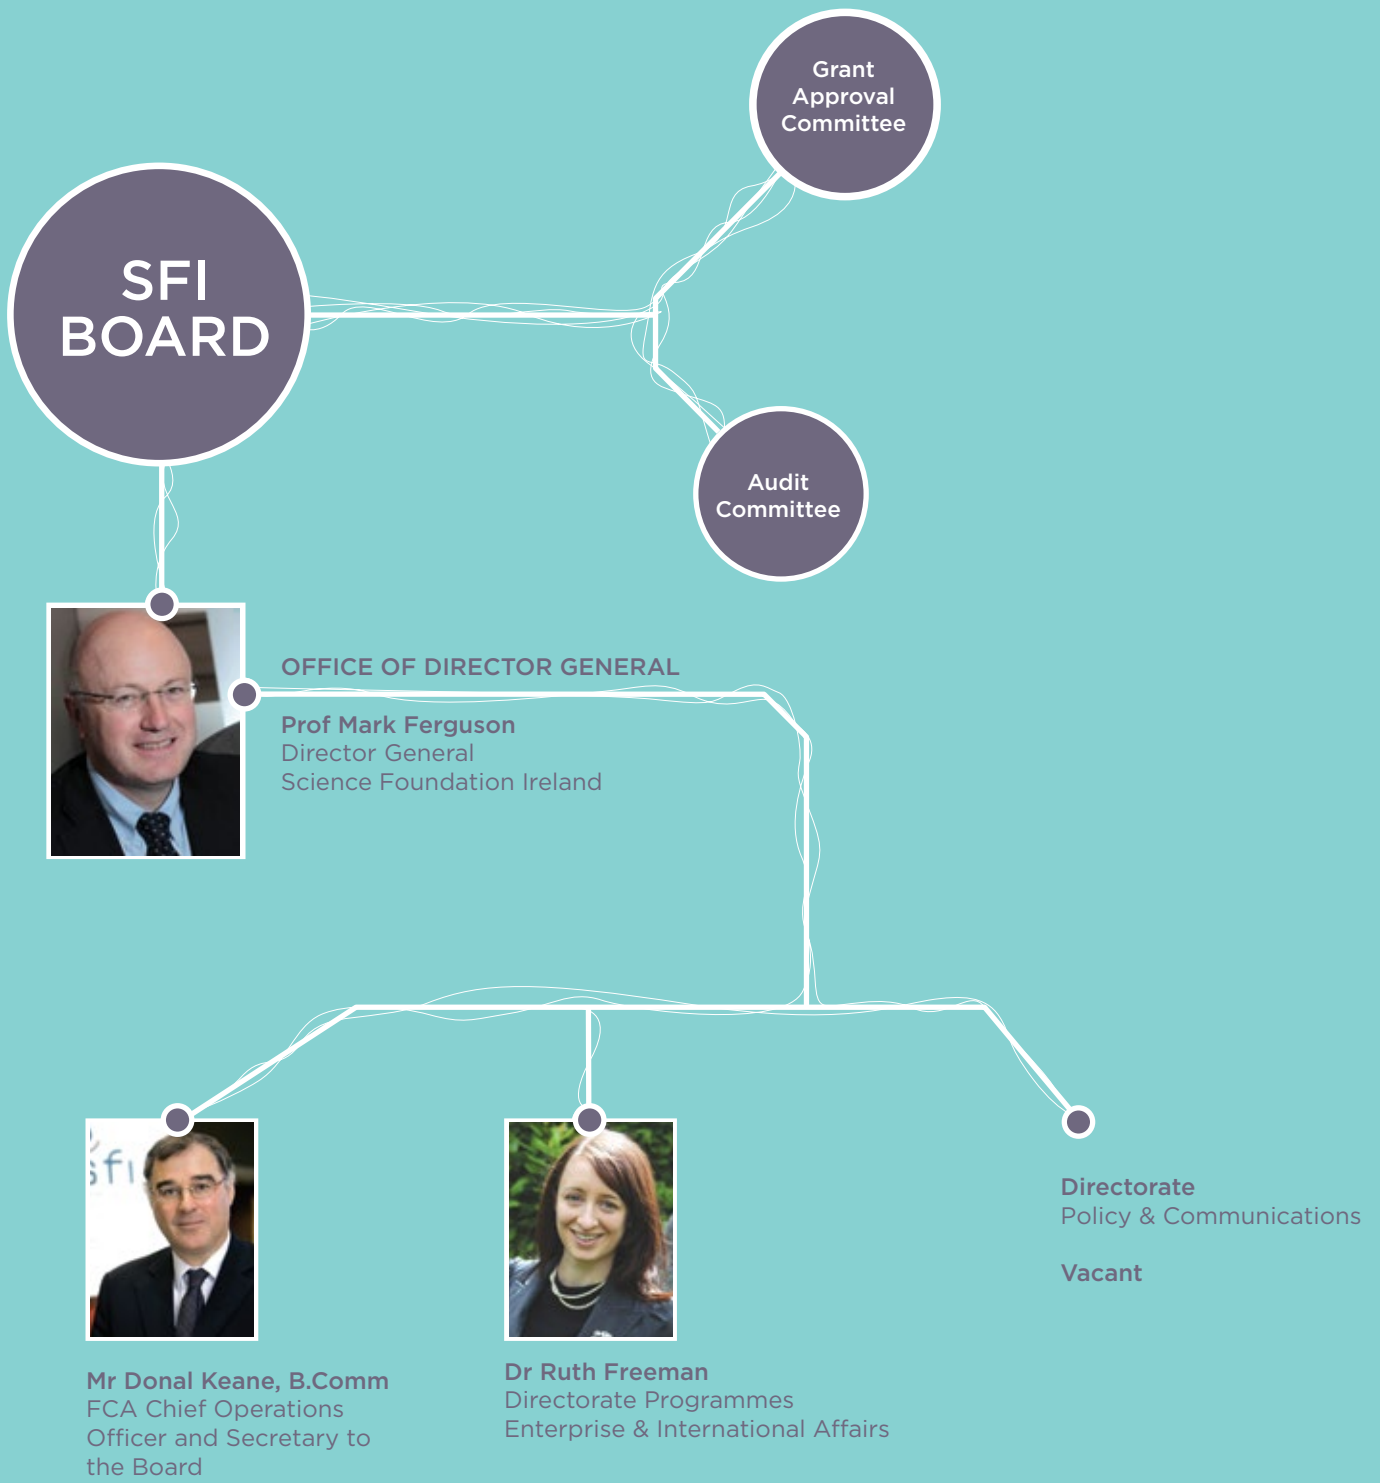 Grant
Approval
Committee
SFI
BOARD
Audit
Committee
OFFICE OF DIRECTOR GENERAL
Prof Mark Ferguson
Director General
Science Foundation Ireland
sfi
Directorate
Policy & Communications
Vacant
Mr Donal Keane, B.Comm
FCA Chief Operations
Officer and Secretary to
the Board
Dr Ruth Freeman
Directorate Programmes
Enterprise & International Affairs